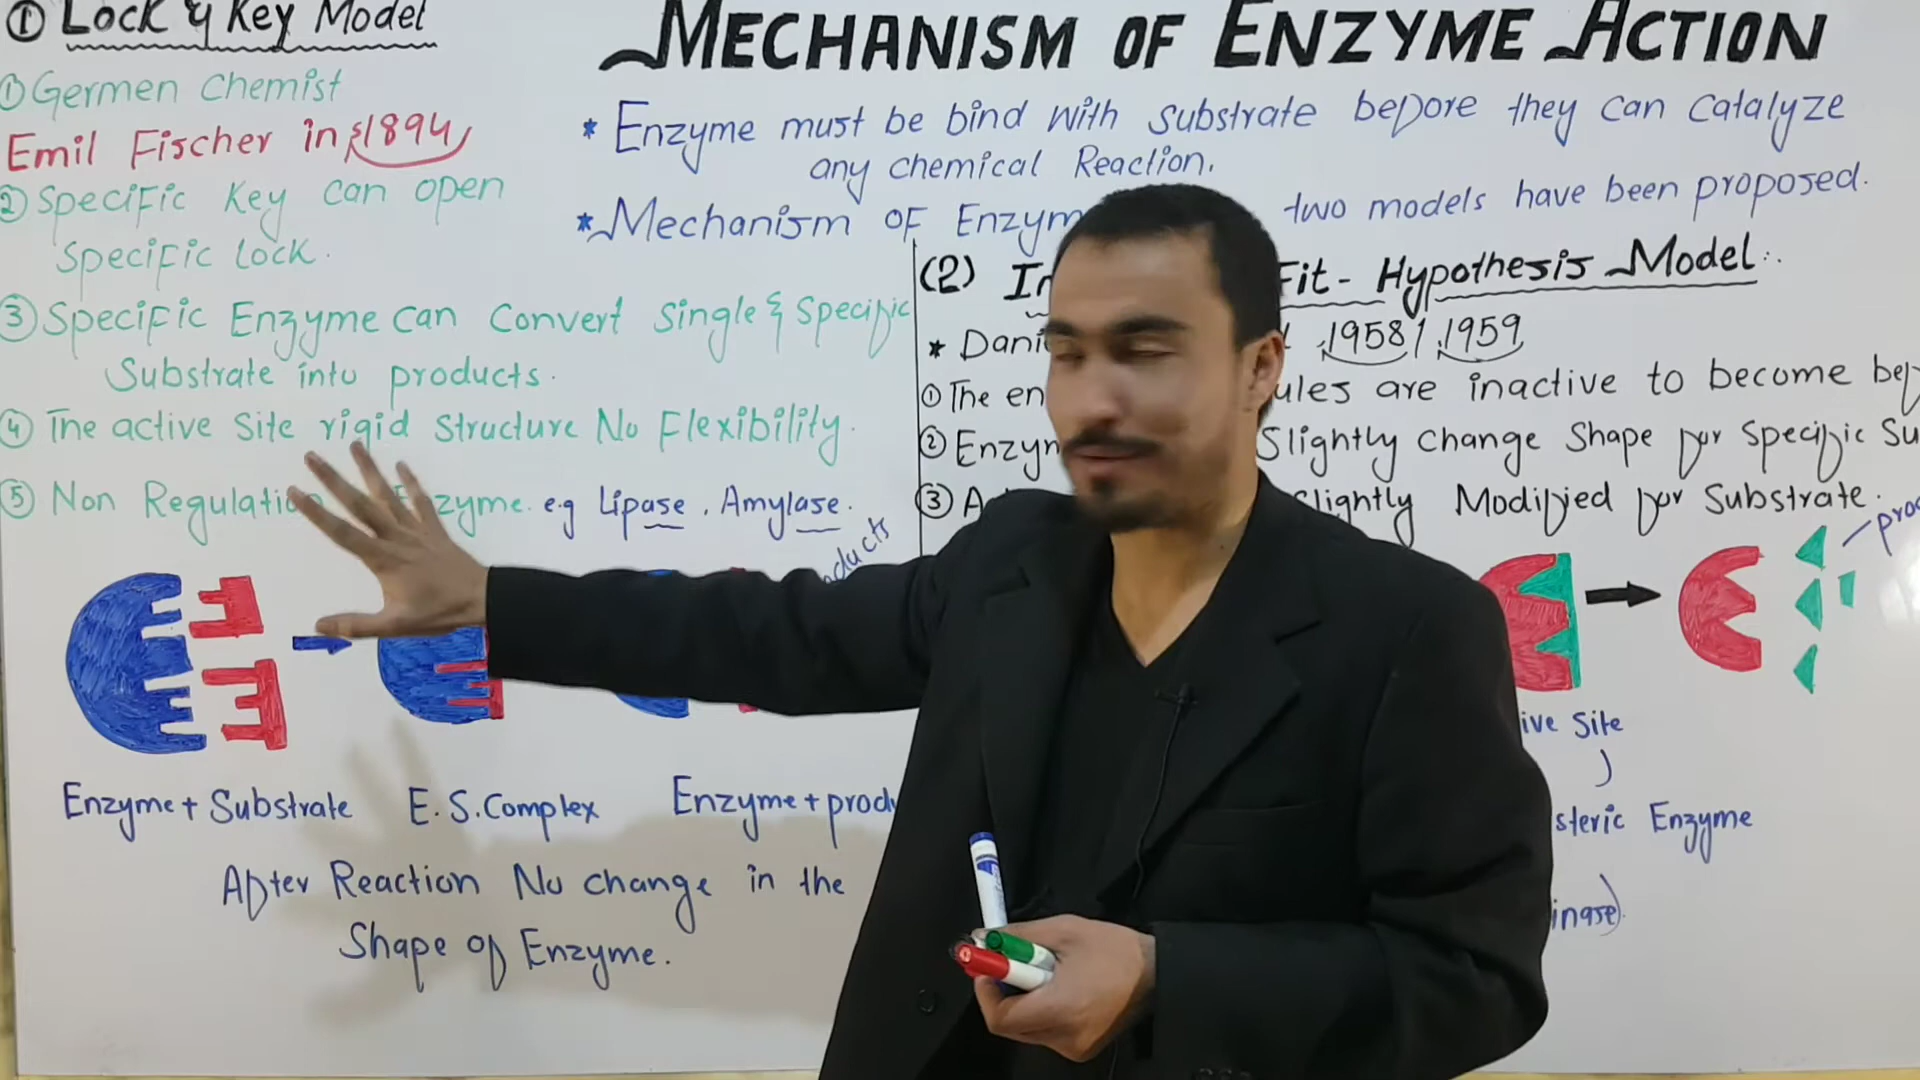 MECHANISM OF ENZYME ACTION
* Enzyme must be bind with substrate before they can catalyze
any chemical Reaction.
* Mechanism OF Enzym two models have been proposed.
① Lock & Key Model
① Germen Chemist
Emil Fischer in 1894
② Specific Key can open
Specific Lock.
③ Specific Enzyme can Convert Single & Specific
Substrate into products.
④ The active Site rigid Structure No Flexibility.
⑤ Non Regulatio Enzyme. e.g Lipase, Amylase.
oducts
Enzyme + Substrate E.S. Complex Enzyme + produ
After Reaction No change in the
Shape of Enzyme.
(2) In Fit - Hypothesis Model.
* Dani 1958 / 1959
① The en ules are inactive to become
② Enzym Slightly Change Shape for Specific Su
③ A slightly Modified for Substrate.
proc
ive Site
steric Enzyme
inase).